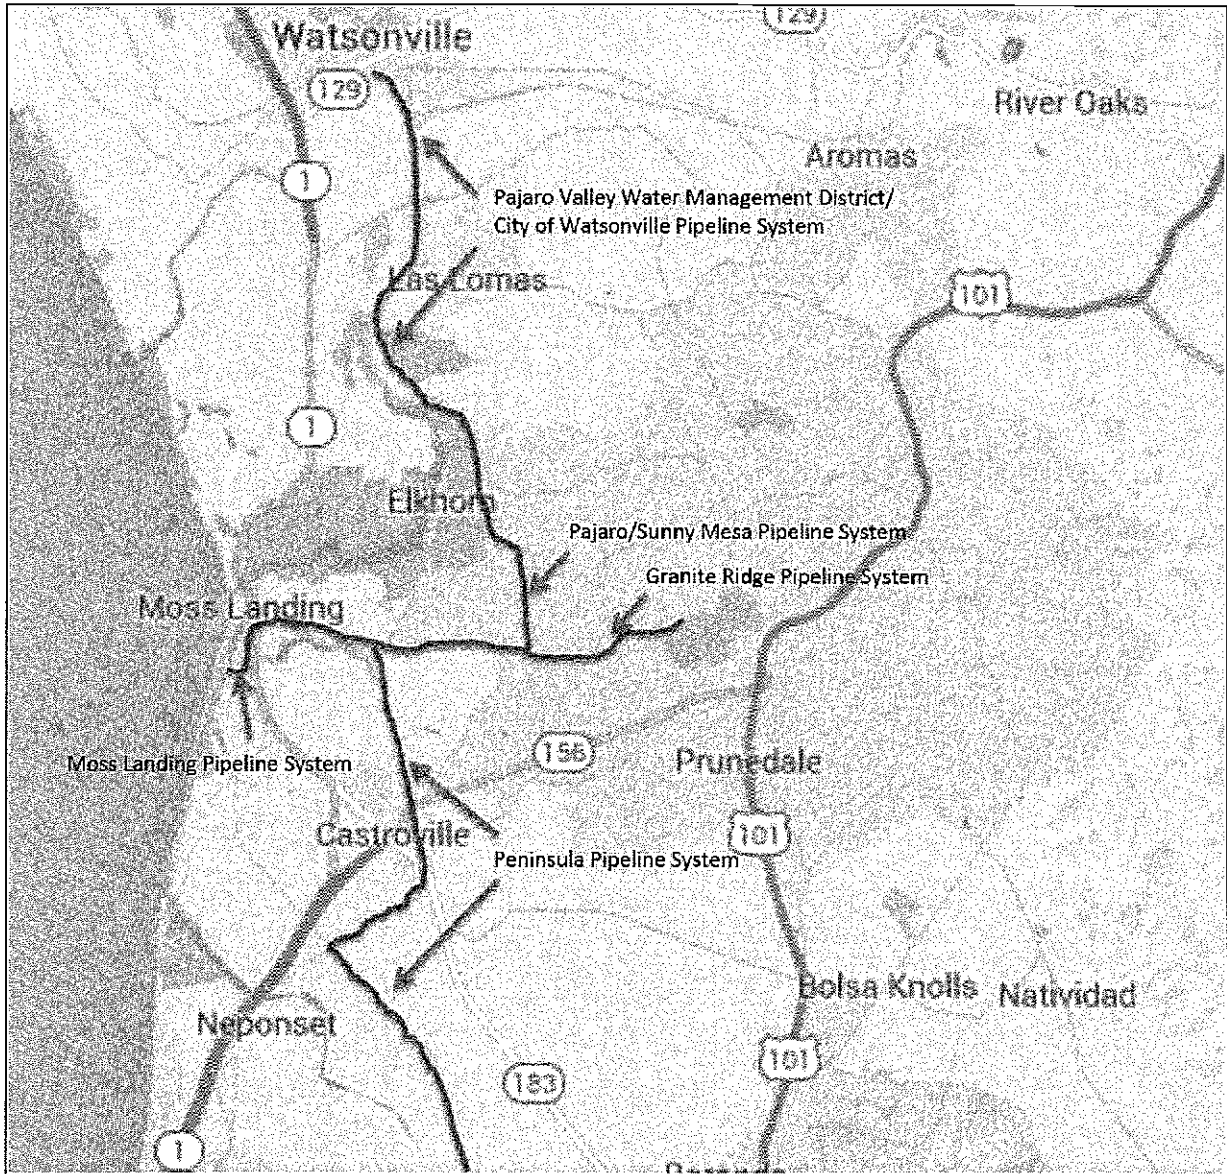 129
Watsonville
129
River Oaks
Aromas
1
Pajaro Valley Water Management District/
City of Watsonville Pipeline System
Las Lomas
101
1
Elkhorn
Pajaro/Sunny Mesa Pipeline System
Granite Ridge Pipeline System
Moss Landing
156
Prunedale
Moss Landing Pipeline System
Castroville
101
Peninsula Pipeline System
Bolsa Knolls
Natividad
Neponset
101
183
1